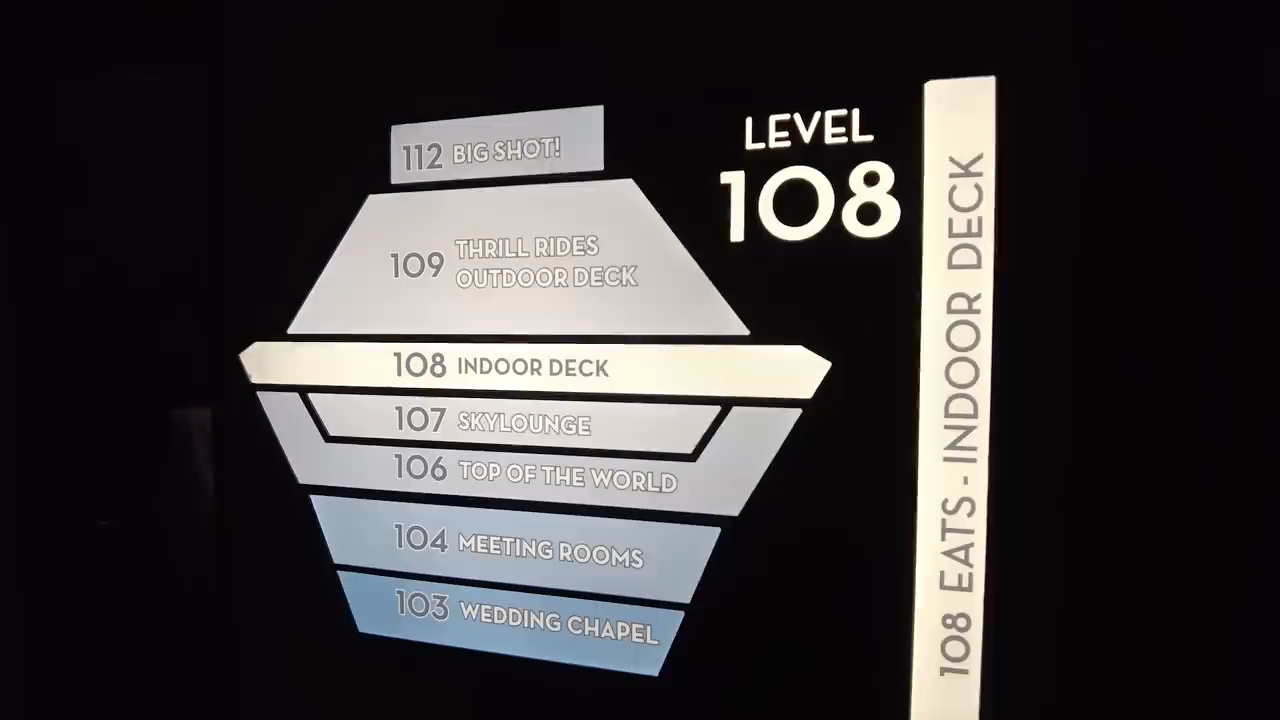 112 BIG SHOT!
109 THRILL RIDES
OUTDOOR DECK
108 INDOOR DECK
107 SKYLOUNGE
106 TOP OF THE WORLD
104 MEETING ROOMS
103 WEDDING CHAPEL
LEVEL
108
108 EATS - INDOOR DECK